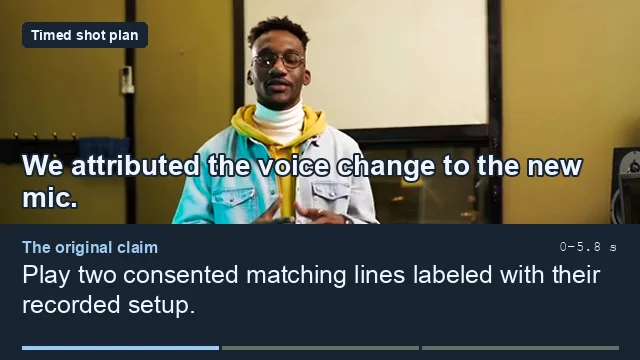 Timed shot plan
We attributed the voice change to the new
mic.
The original claim
0–5.8 s
Play two consented matching lines labeled with their
recorded setup.